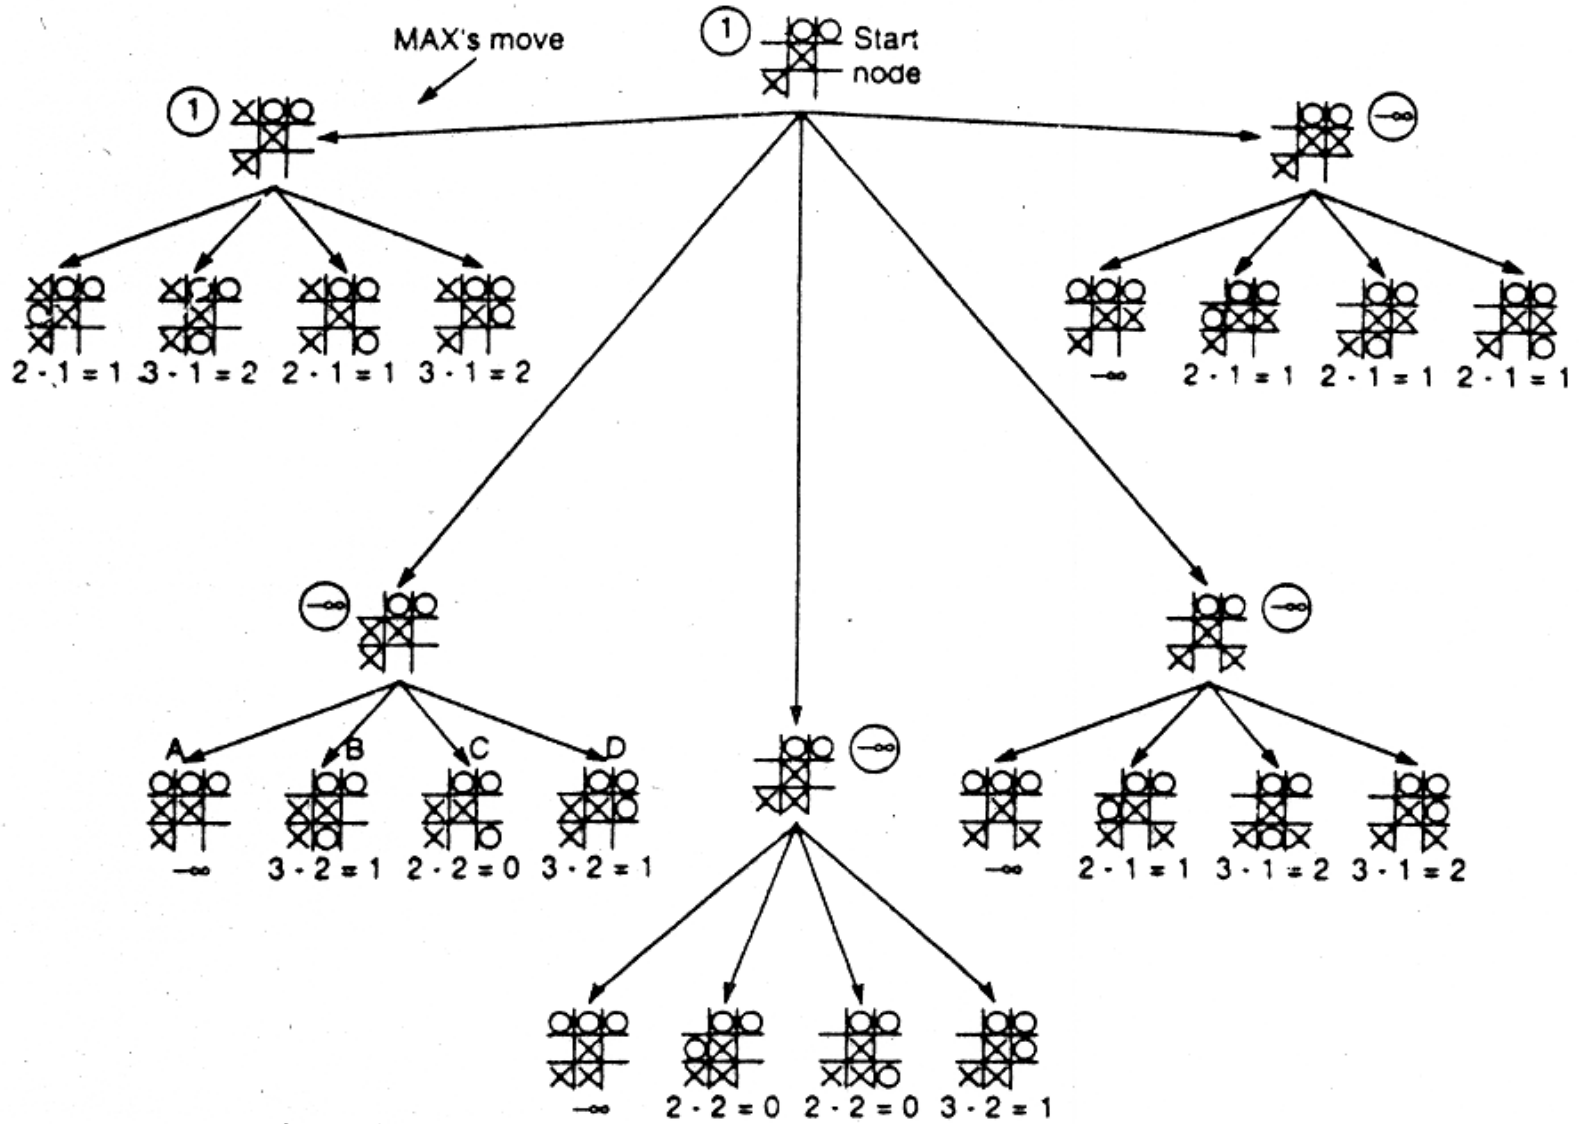 MAX's move
1
Start
node
1
−∞
2 - 1 = 1
3 - 1 = 2
2 - 1 = 1
3 - 1 = 2
−∞
2 - 1 = 1
2 - 1 = 1
2 - 1 = 1
−∞
−∞
−∞
A
B
C
D
−∞
3 - 2 = 1
2 - 2 = 0
3 - 2 = 1
−∞
2 - 1 = 1
3 - 1 = 2
3 - 1 = 2
−∞
2 - 2 = 0
2 - 2 = 0
3 - 2 = 1